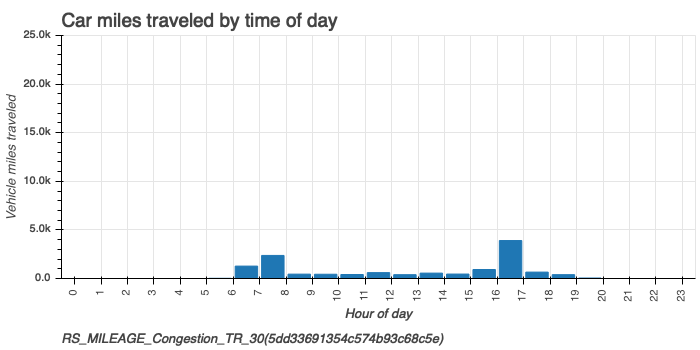 Car miles traveled by time of day
25.0k
20.0k
15.0k
10.0k
5.0k
0.0
Vehicle miles traveled
0 1 2 3 4 5 6 7 8 9 10 11 12 13 14 15 16 17 18 19 20 21 22 23
Hour of day
RS_MILEAGE_Congestion_TR_30(5dd33691354c574b93c68c5e)